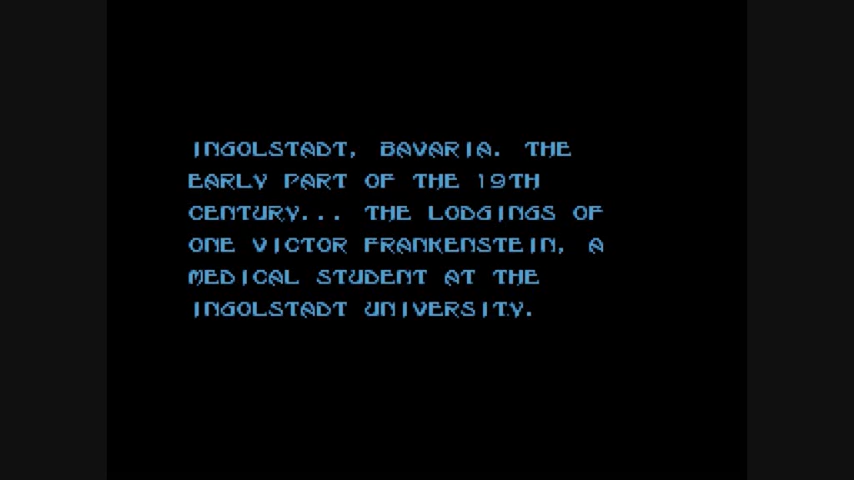 INGOLSTADT, BAVARIA. THE
EARLY PART OF THE 19TH
CENTURY... THE LODGINGS OF
ONE VICTOR FRANKENSTEIN, A
MEDICAL STUDENT AT THE
INGOLSTADT UNIVERSITY.